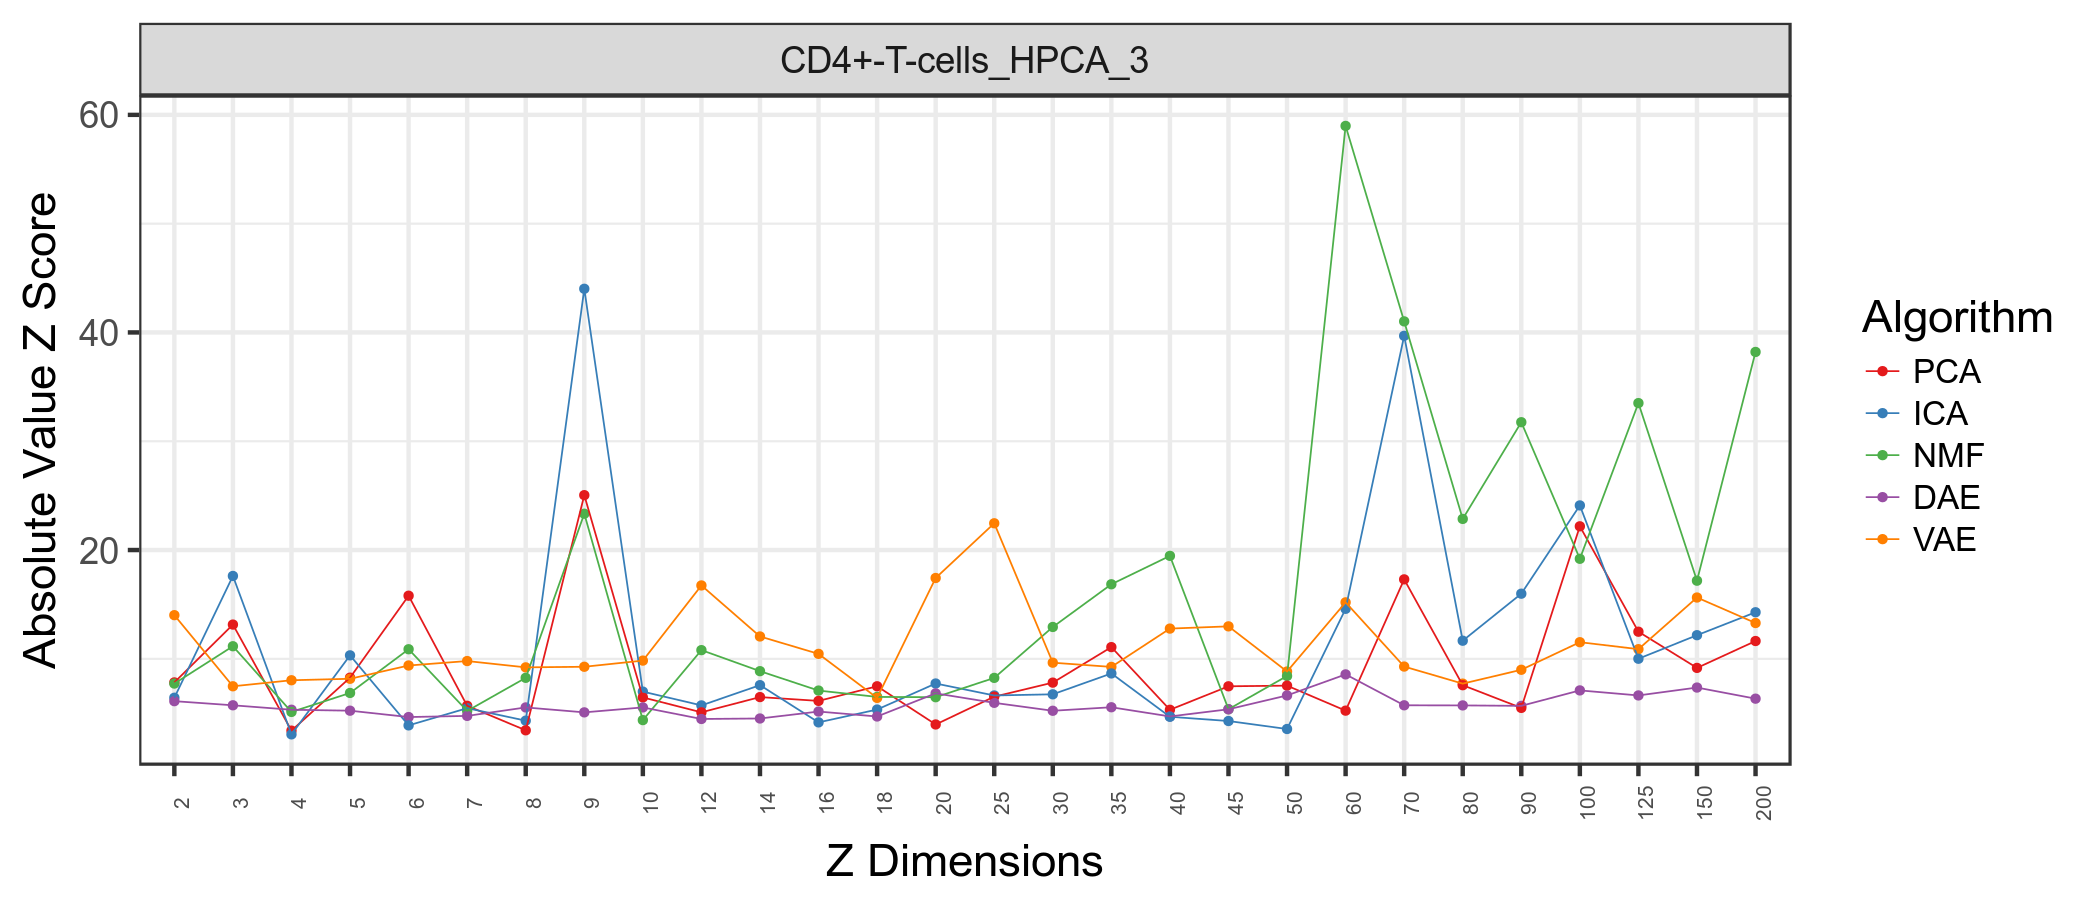 CD4+-T-cells_HPCA_3
Absolute Value Z Score
60
40
20
2 3 4 5 6 7 8 9 10 12 14 16 18 20 25 30 35 40 45 50 60 70 80 90 100 125 150 200
Z Dimensions
Algorithm
PCA
ICA
NMF
DAE
VAE